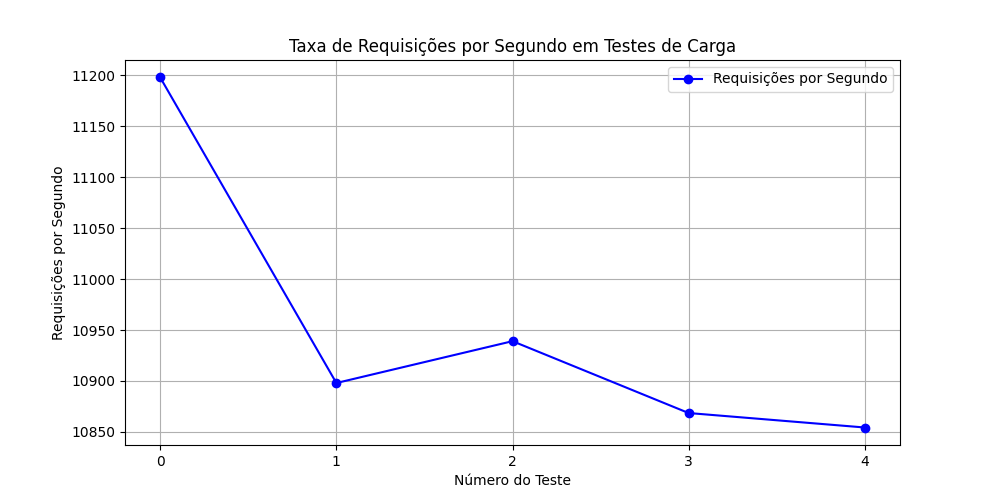 Taxa de Requisições por Segundo em Testes de Carga
Requisições por Segundo
11200
11150
11100
11050
11000
10950
10900
10850
Requisições por Segundo
0 1 2 3 4
Número do Teste